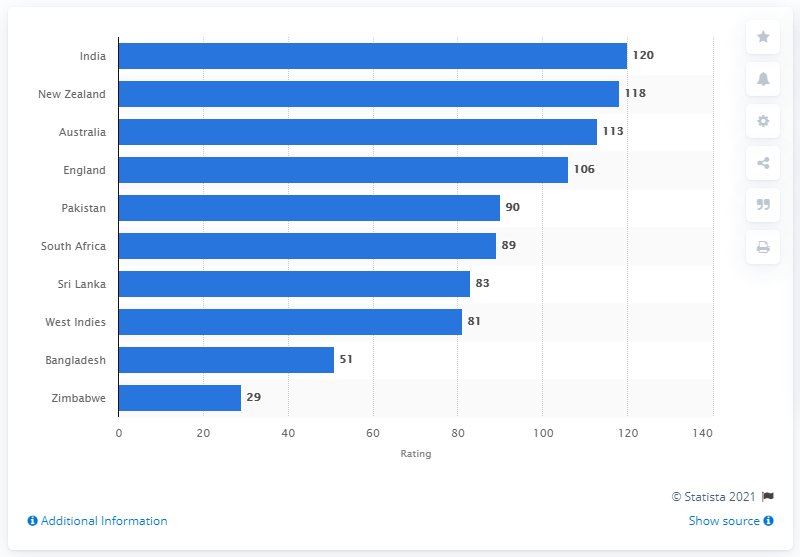 India 120
New Zealand 118
Australia 113
England 106
Pakistan 90
South Africa 89
Sri Lanka 83
West Indies 81
Bangladesh 51
Zimbabwe 29
0 20 40 60 80 100 120 140
Rating
© Statista 2021
Additional Information Show source